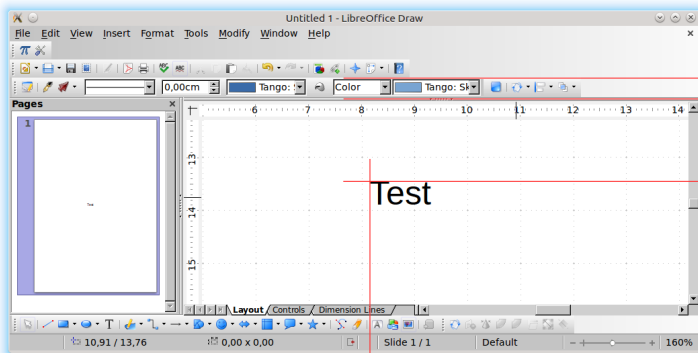 Untitled 1 - LibreOffice Draw
File Edit View Insert Format Tools Modify Window Help
0,00cm Tango: Color Tango: Sk
Pages
6 7 8 9 10 11 12 13 14
1
13
Test
14
15
Layout Controls Dimension Lines
10,91 / 13,76 0,00 x 0,00 Slide 1 / 1 Default 160%